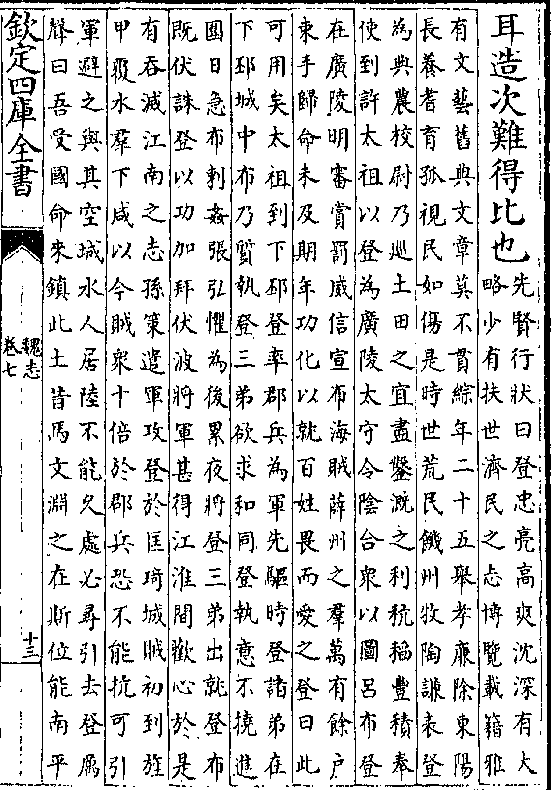 耳造次難得比也
先賢行狀曰登忠亮高爽沈深有大
略少有扶世濟民之志博覽載籍雅
有文藝舊典文章莫不貫綜年二十五舉孝廉除東陽
長養耆育孤視民如傷是時世荒民饑州牧陶謙表登
為典農校尉乃巡土田之宜盡鑿溉之利秔稻豐積奉
使到許太祖以登為廣陵太守令陰合衆以圖呂布登
在廣陵明審賞罰威信宣布海賊薛州之羣萬有餘户
束手歸命未及期年功化以就百姓畏而愛之登曰此
可用矣太祖到下邳登率郡兵為軍先驅時登諸弟在
下邳城中布乃質執登三弟欲求和同登執意不撓進
圍日急布刺姦張弘懼為後累夜將登三弟出就登布
既伏誅登以功加拜伏波將軍甚得江淮間歡心於是
有吞滅江南之志孫策遣軍攻登於匡琦城賊初到旌
甲覆水羣下咸以今賊衆十倍於郡兵恐不能抗可引
軍避之與其空城水人居陸不能久處必尋引去登厲
聲曰吾受國命來鎮此土昔馬文淵之在斯位能南平
欽定四庫全書
魏志
卷七
十三